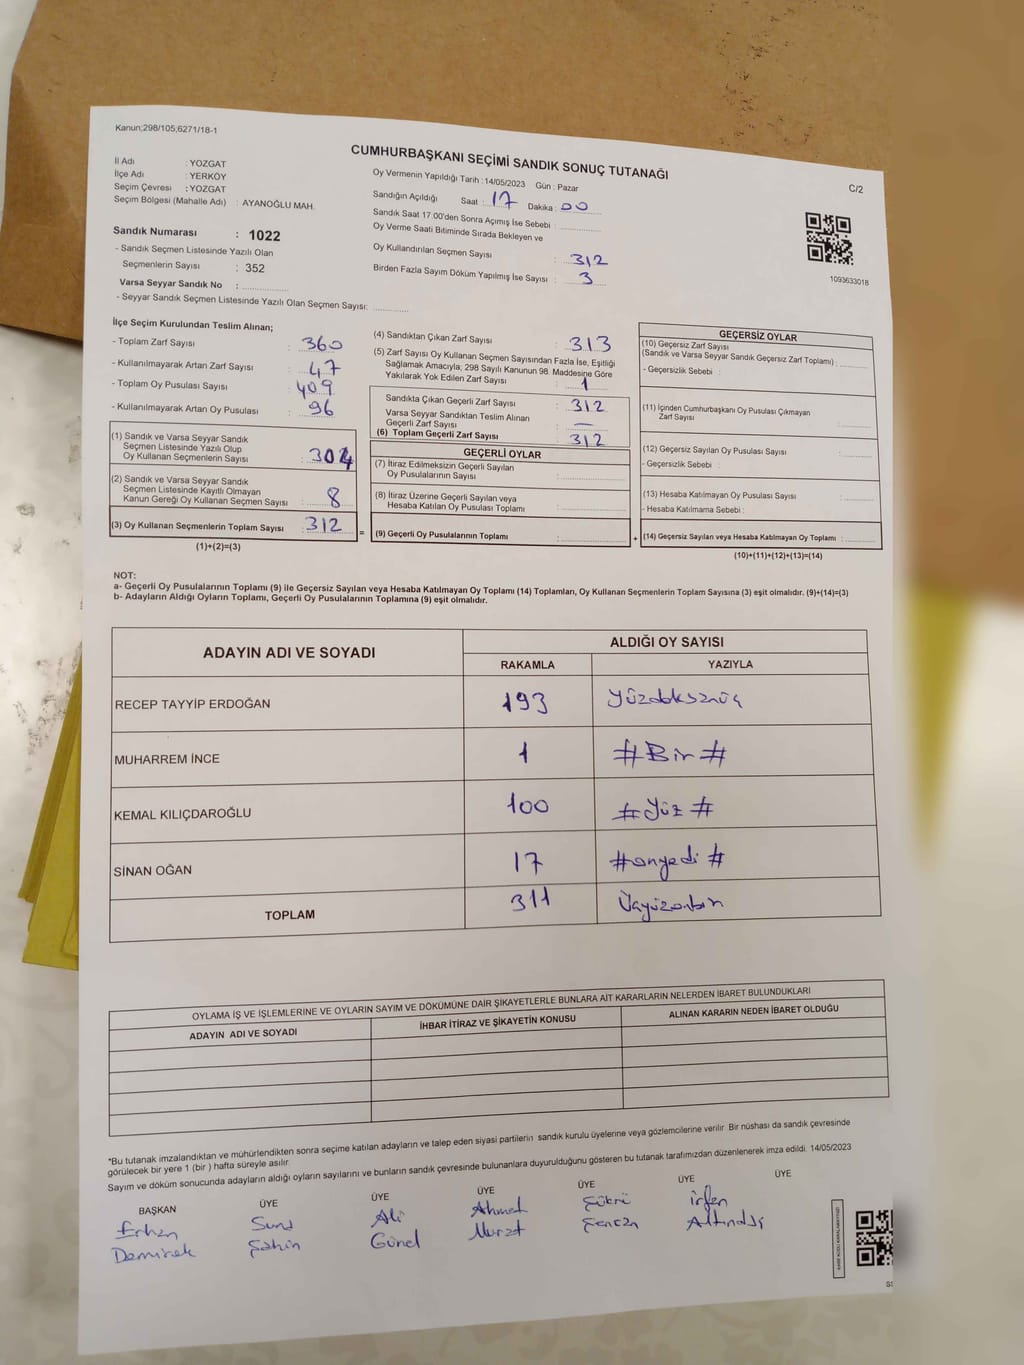 Kanun;298/105,6271/18-1
CUMHURBAŞKANI SEÇİMİ SANDIK SONUÇ TUTANAĞI
C/2
İl Adı : YOZGAT
İlçe Adı : YERKÖY
Seçim Çevresi : YOZGAT
Seçim Bölgesi (Mahalle Adı) : AYANOĞLU MAH.
Sandık Numarası : 1022
- Sandık Seçmen Listesinde Yazılı Olan
Seçmenlerin Sayısı : 352
Varsa Seyyar Sandık No :
- Seyyar Sandık Seçmen Listesinde Yazılı Olan Seçmen Sayısı:
Oy Vermenin Yapıldığı Tarih : 14/05/2023 Gün : Pazar
Sandığın Açıldığı Saat : 17 Dakika : 00
Sandık Saat 17.00'den Sonra Açımış İse Sebebi :
Oy Verme Saati Bitiminde Sırada Bekleyen ve
Oy Kullandırılan Seçmen Sayısı : 312
Birden Fazla Sayım Döküm Yapılmış İse Sayısı : 3
1093633018
İlçe Seçim Kurulundan Teslim Alınan;
- Toplam Zarf Sayısı : 360
- Kullanılmayarak Artan Zarf Sayısı : 47
- Toplam Oy Pusulası Sayısı : 409
- Kullanılmayarak Artan Oy Pusulası : 96
(1) Sandık ve Varsa Seyyar Sandık
Seçmen Listesinde Yazılı Olup
Oy Kullanan Seçmenlerin Sayısı : 304
(2) Sandık ve Varsa Seyyar Sandık
Seçmen Listesinde Kayıtlı Olmayan
Kanun Gereği Oy Kullanan Seçmen Sayısı : 8
(3) Oy Kullanan Seçmenlerin Toplam Sayısı : 312
(1)+(2)=(3)
(4) Sandıktan Çıkan Zarf Sayısı : 313
(5) Zarf Sayısı Oy Kullanan Seçmen Sayısından Fazla İse, Eşitliği
Sağlamak Amacıyla; 298 Sayılı Kanunun 98. Maddesine Göre
Yakılarak Yok Edilen Zarf Sayısı : 1
Sandıkta Çıkan Geçerli Zarf Sayısı : 312
Varsa Seyyar Sandıktan Teslim Alınan
Geçerli Zarf Sayısı : —
(6) Toplam Geçerli Zarf Sayısı : 312
GEÇERLİ OYLAR
(7) İtiraz Edilmeksizin Geçerli Sayılan
Oy Pusulalarının Sayısı :
(8) İtiraz Üzerine Geçerli Sayılan veya
Hesaba Katılan Oy Pusulası Toplamı :
= (9) Geçerli Oy Pusulalarının Toplamı :
GEÇERSİZ OYLAR
(10) Geçersiz Zarf Sayısı
(Sandık ve Varsa Seyyar Sandık Geçersiz Zarf Toplamı) :
- Geçersizlik Sebebi :
(11) İçinden Cumhurbaşkanı Oy Pusulası Çıkmayan
Zarf Sayısı :
(12) Geçersiz Sayılan Oy Pusulası Sayısı :
- Geçersizlik Sebebi :
(13) Hesaba Katılmayan Oy Pusulası Sayısı :
- Hesaba Katılmama Sebebi :
+ (14) Geçersiz Sayılan veya Hesaba Katılmayan Oy Toplamı :
(10)+(11)+(12)+(13)=(14)
NOT:
a- Geçerli Oy Pusulalarının Toplamı (9) ile Geçersiz Sayılan veya Hesaba Katılmayan Oy Toplamı (14) Toplamları, Oy Kullanan Seçmenlerin Toplam Sayısına (3) eşit olmalıdır. (9)+(14)=(3)
b- Adayların Aldığı Oyların Toplamı, Geçerli Oy Pusulalarının Toplamına (9) eşit olmalıdır.
ADAYIN ADI VE SOYADI
ALDIĞI OY SAYISI
RAKAMLA YAZIYLA
RECEP TAYYİP ERDOĞAN 193
MUHARREM İNCE 1 #Bir#
KEMAL KILIÇDAROĞLU 100 #Yüz#
SİNAN OĞAN 17 #onyedi#
TOPLAM 311 Üçyüzonbir
OYLAMA İŞ VE İŞLEMLERİNE VE OYLARIN SAYIM VE DÖKÜMÜNE DAİR ŞİKAYETLERLE BUNLARA AİT KARARLARIN NELERDEN İBARET BULUNDUKLARI
ADAYIN ADI VE SOYADI İHBAR İTİRAZ VE ŞİKAYETİN KONUSU ALINAN KARARIN NEDEN İBARET OLDUĞU
*Bu tutanak imzalandıktan ve mühürlendikten sonra seçime katılan adayların ve talep eden siyasi partilerin sandık kurulu üyelerine veya gözlemcilerine verilir Bir nüshası da sandık çevresinde
görülecek bir yere 1 (bir ) hafta süreyle asılır.
Sayım ve döküm sonucunda adayların aldığı oyların sayılarını ve bunların sandık çevresinde bulunanlara duyurulduğunu gösteren bu tutanak tarafımızdan düzenlenerek imza edildi. 14/05/2023
BAŞKAN ÜYE ÜYE ÜYE ÜYE ÜYE ÜYE
Erhan Ali Ahmet Şükrü İrfan
Demirek Şahin Günel Murat Altındaş